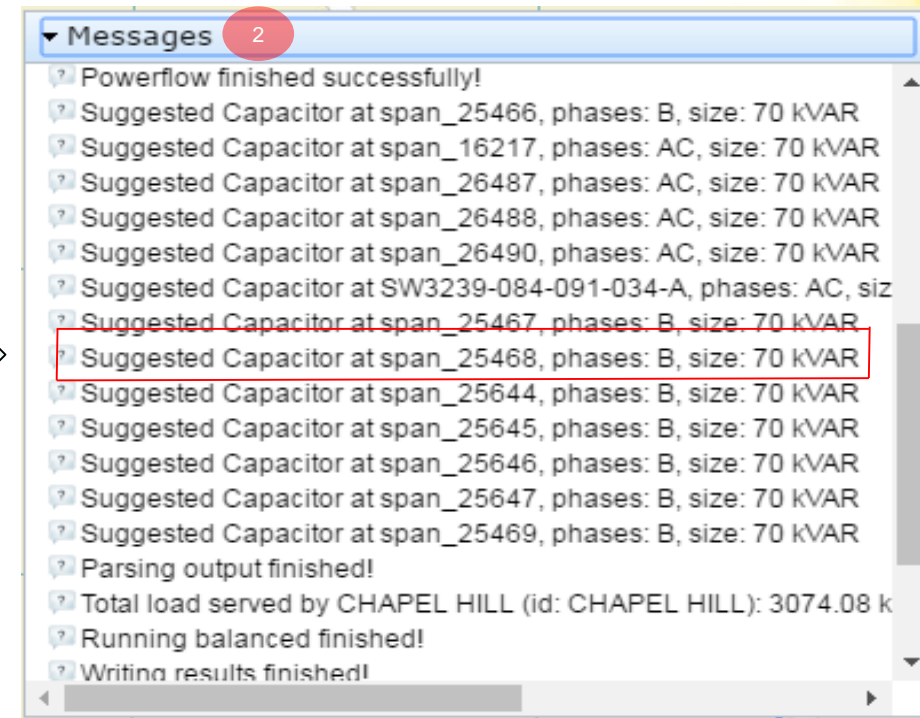 Messages 2
Powerflow finished successfully!
Suggested Capacitor at span_25466, phases: B, size: 70 kVAR
Suggested Capacitor at span_16217, phases: AC, size: 70 kVAR
Suggested Capacitor at span_26487, phases: AC, size: 70 kVAR
Suggested Capacitor at span_26488, phases: AC, size: 70 kVAR
Suggested Capacitor at span_26490, phases: AC, size: 70 kVAR
Suggested Capacitor at SW3239-084-091-034-A, phases: AC, siz
Suggested Capacitor at span_25467, phases: B, size: 70 kVAR
Suggested Capacitor at span_25468, phases: B, size: 70 kVAR
Suggested Capacitor at span_25644, phases: B, size: 70 kVAR
Suggested Capacitor at span_25645, phases: B, size: 70 kVAR
Suggested Capacitor at span_25646, phases: B, size: 70 kVAR
Suggested Capacitor at span_25647, phases: B, size: 70 kVAR
Suggested Capacitor at span_25469, phases: B, size: 70 kVAR
Parsing output finished!
Total load served by CHAPEL HILL (id: CHAPEL HILL): 3074.08 k
Running balanced finished!
Writing results finished!